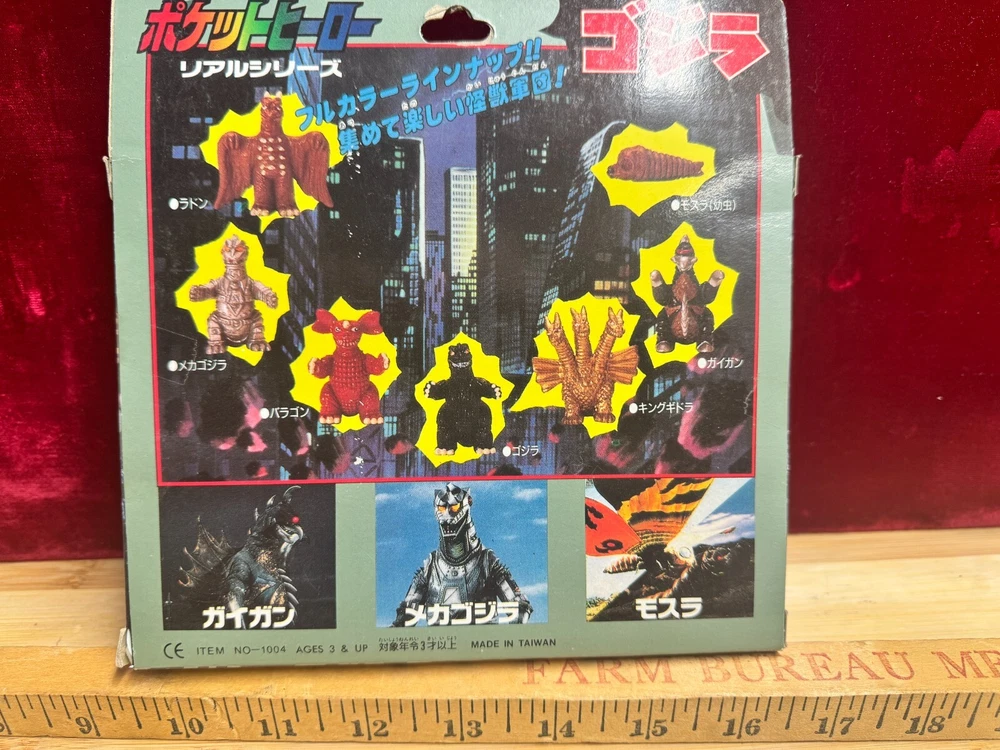 ポケットヒーロー
リアルシリーズ
ゴジラ
フルカラーラインナップ!!
集めて楽しい怪獣軍団!
●ラドン
●モスラ(幼虫)
●メカゴジラ
●ガイガン
●バラゴン
●キングギドラ
●ゴジラ
ガイガン
メカゴジラ
モスラ
CE ITEM NO-1004 AGES 3 & UP 対象年令3才以上 MADE IN TAIWAN
FARM BUREAU
9 10 11 12 13 14 15 16 17 18